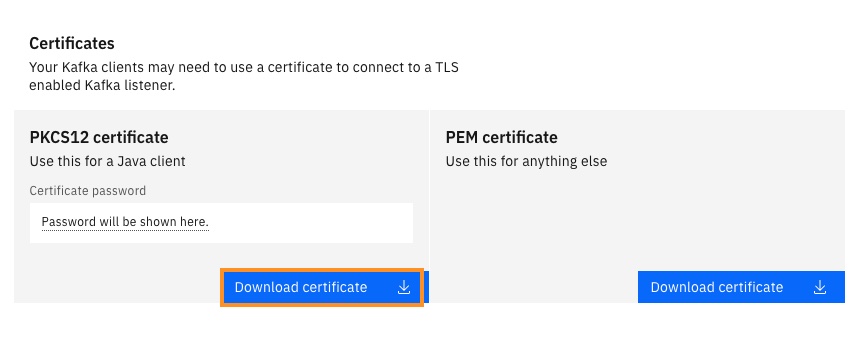 Certificates
Your Kafka clients may need to use a certificate to connect to a TLS
enabled Kafka listener.
PKCS12 certificate
Use this for a Java client
Certificate password
Password will be shown here.
Download certificate
PEM certificate
Use this for anything else
Download certificate